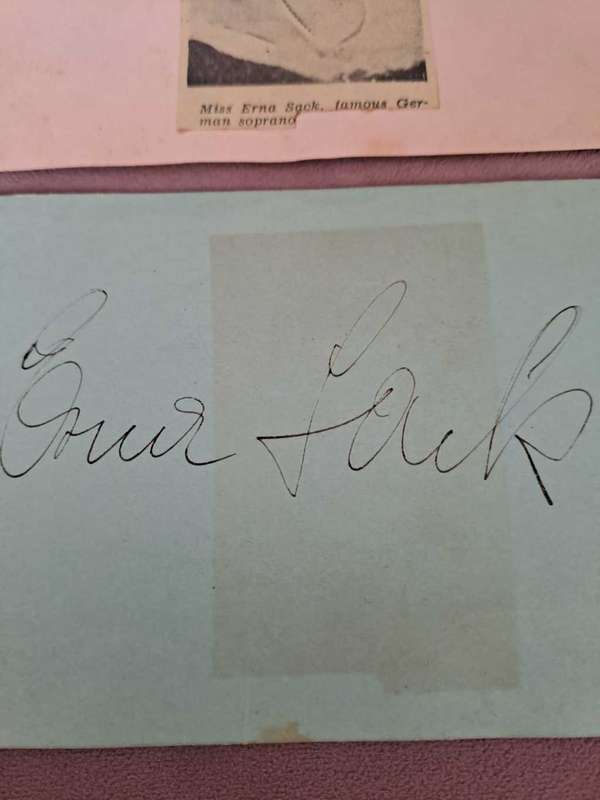 Miss Erna Sack, famous Ger-
man soprano
Erna Sack